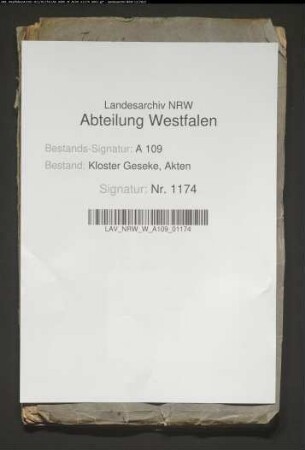 Landesarchiv NRW
Abteilung Westfalen
Bestands-Signatur: A 109
Bestand: Kloster Geseke, Akten
Signatur: Nr. 1174
LAV_NRW_W_A109_01174